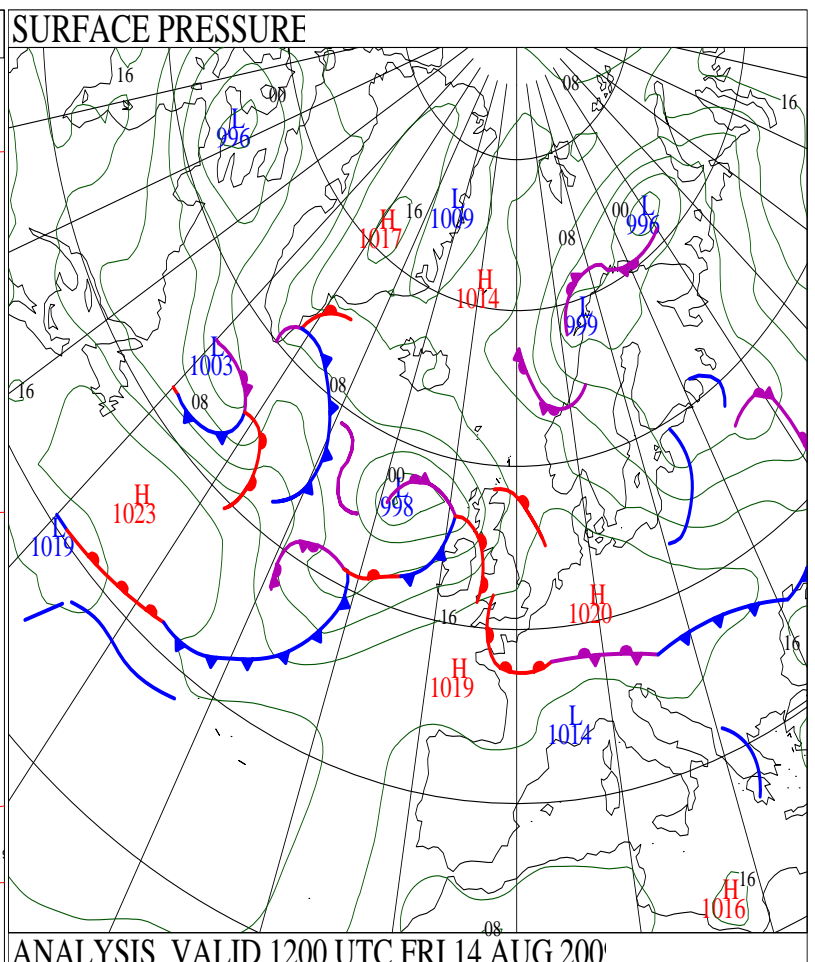 SURFACE PRESSURE
16
08
16
00
L
996
L
1009
H
1017
16
00
L
996
08
H
1014
L
999
L
1003
08
08
16
H
1023
00
L
998
L
1019
H
1020
16
16
H
1019
L
1014
16
H
1016
08
ANALYSIS VALID 1200 UTC FRI 14 AUG